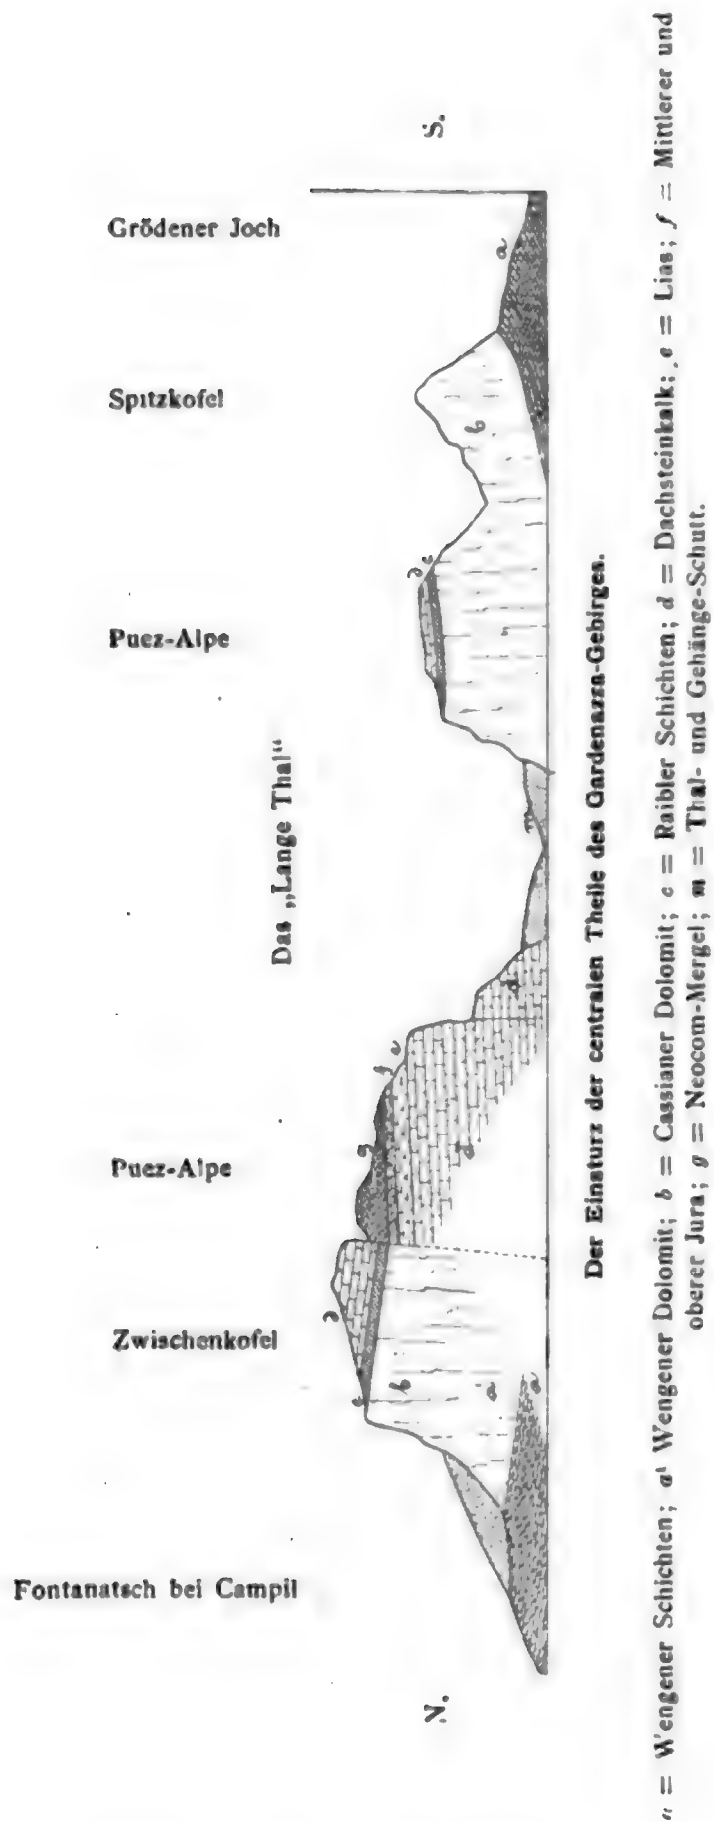 Grödener Joch
Spitzkofel
Puez-Alpe
Das „Lange Thal“
Puez-Alpe
Zwischenkofel
Fontanatsch bei Campil
N.
S.
a
b
d
c
m
d
e
f
g
d
d
c
b
a
a
Der Einsturz der centralen Theile des Gardenazza-Gebirges.
a = Wengener Schichten; a¹ Wengener Dolomit; b = Cassianer Dolomit; c = Raibler Schichten; d = Dachsteinkalk; e = Lias; f = Mittlerer und
oberer Jura; g = Neocom-Mergel; m = Thal- und Gehänge-Schutt.